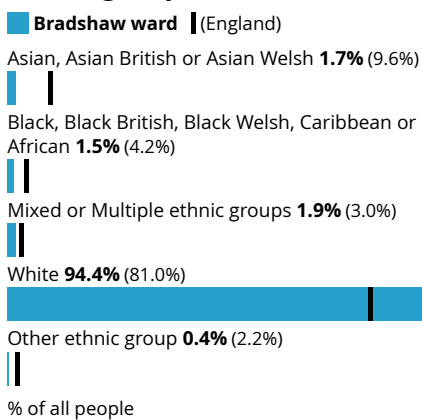 Bradshaw ward (England)
Asian, Asian British or Asian Welsh 1.7% (9.6%)
Black, Black British, Black Welsh, Caribbean or
African 1.5% (4.2%)
Mixed or Multiple ethnic groups 1.9% (3.0%)
White 94.4% (81.0%)
Other ethnic group 0.4% (2.2%)
% of all people